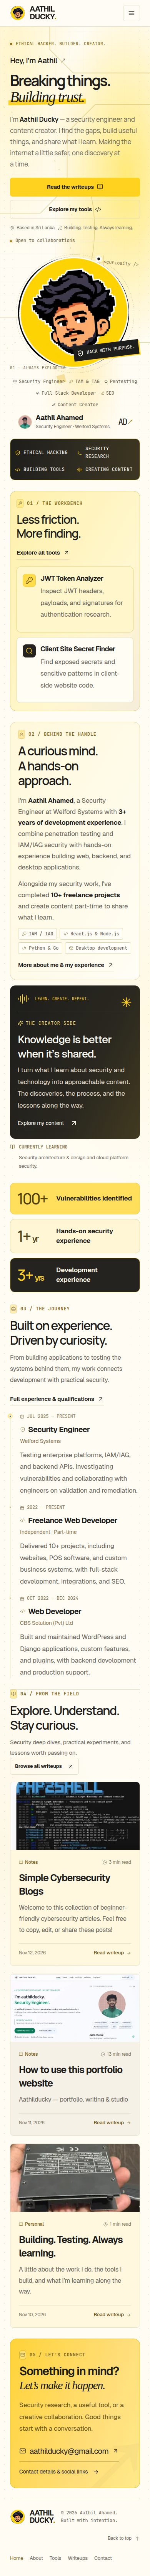 AATHIL
DUCKY.
ETHICAL HACKER. BUILDER. CREATOR.
Hey, I'm Aathil
Breaking things.
Building trust.
I'm Aathil Ducky — a security engineer and
content creator. I find the gaps, build useful
things, and share what I learn. Making the
internet a little safer, one discovery at
a time.
Read the writeups
Explore my tools </>
Based in Sri Lanka
Building. Testing. Always learning.
Open to collaborations
HACK WITH PURPOSE.
01 — ALWAYS EXPLORING
Security Engineer
IAM & IAG
Pentesting
Full-Stack Developer
SEO
Content Creator
Aathil Ahamed
Security Engineer · Welford Systems
AD
ETHICAL HACKING
SECURITY
RESEARCH
BUILDING TOOLS
CREATING CONTENT
01 / THE WORKBENCH
Less friction.
More finding.
Explore all tools
JWT Token Analyzer
Inspect JWT headers,
payloads, and signatures for
authentication research.
Client Site Secret Finder
Find exposed secrets and
sensitive patterns in client-
side website code.
02 / BEHIND THE HANDLE
A curious mind.
A hands-on
approach.
I'm Aathil Ahamed, a Security
Engineer at Welford Systems with 3+
years of development experience. I
combine penetration testing and
IAM/IAG security with hands-on
experience building web, backend, and
desktop applications.
Alongside my security work, I've
completed 10+ freelance projects
and create content part-time to share
what I learn.
IAM / IAG
React.js & Node.js
Python & Go
Desktop development
More about me & my experience
LEARN. CREATE. REPEAT.
THE CREATOR SIDE
Knowledge is better
when it's shared.
I turn what I learn about security and
technology into approachable content.
The discoveries, the process, and the
lessons along the way.
Explore my content
CURRENTLY LEARNING
Security architecture & design and cloud platform
security.
100+
Vulnerabilities identified
1+ yr
Hands-on security
experience
3+ yrs
Development
experience
03 / THE JOURNEY
Built on experience.
Driven by curiosity.
From building applications to testing the
systems behind them, my work connects
development with practical security.
Full experience & qualifications
JUL 2025 — PRESENT
Security Engineer
Welford Systems
Testing enterprise platforms, IAM/IAG,
and backend APIs. Investigating
vulnerabilities and collaborating with
engineers on validation and remediation.
2022 — PRESENT
Freelance Web Developer
Independent · Part-time
Delivered 10+ projects, including
websites, POS software, and custom
business systems, with full-stack
development, integrations, and SEO.
OCT 2022 — DEC 2024
Web Developer
CBS Solution (Pvt) Ltd
Built and maintained WordPress and
Django applications, custom features,
and plugins, with backend development
and production support.
04 / FROM THE FIELD
Explore. Understand.
Stay curious.
Security deep dives, practical experiments, and
lessons worth passing on.
Browse all writeups
Notes
3 min read
Simple Cybersecurity
Blogs
Welcome to the collection of beginner-
friendly cybersecurity articles. Feel free
to copy, edit, or share these posts!
Nov 12, 2026
Read writeup
I'm aathilducky.
Security Engineer.
Notes
13 min read
How to use this portfolio
website
Aathilducky — portfolio, writing & studio
Nov 11, 2026
Read writeup
Personal
1 min read
Building. Testing. Always
learning.
A little about the work I do, the tools I
build, and what I'm learning along the
way.
Nov 10, 2026
Read writeup
05 / LET'S CONNECT
Something in mind?
Let's make it happen.
Security research, a useful tool, or a
creative collaboration. Good things
start with a conversation.
aathilducky@gmail.com
Contact details & social links
AATHIL
DUCKY.
© 2026 Aathil Ahamed.
Built with intention.
Back to top
Home
About
Tools
Writeups
Contact